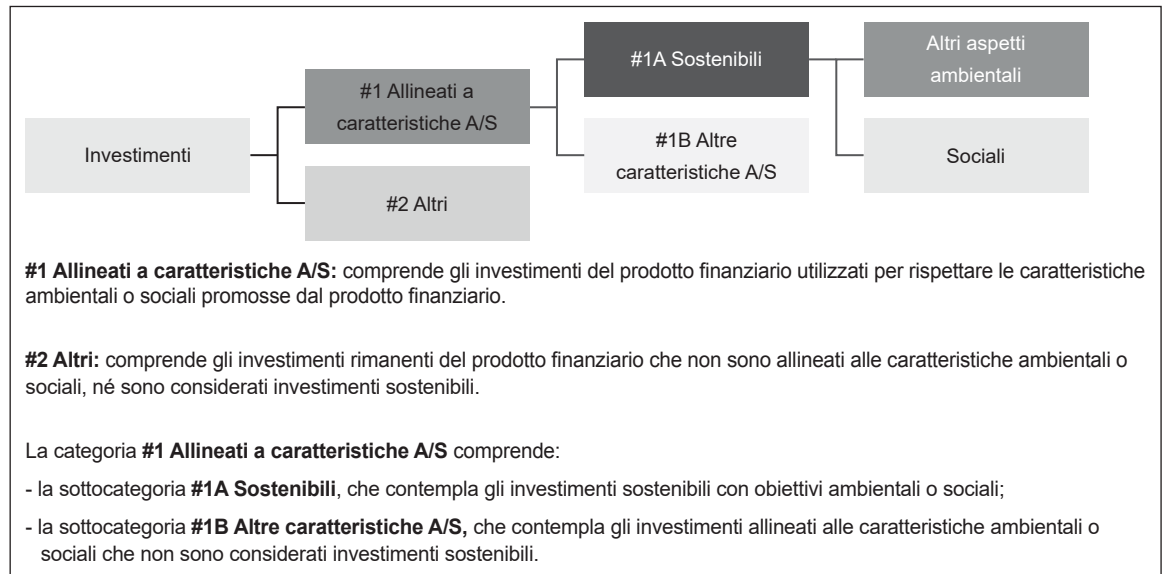 #1A Sostenibili
Altri aspetti
ambientali
#1 Allineati a
caratteristiche A/S
Investimenti
#1B Altre
caratteristiche A/S
Sociali
#2 Altri
#1 Allineati a caratteristiche A/S: comprende gli investimenti del prodotto finanziario utilizzati per rispettare le caratteristiche
ambientali o sociali promosse dal prodotto finanziario.
#2 Altri: comprende gli investimenti rimanenti del prodotto finanziario che non sono allineati alle caratteristiche ambientali o
sociali, né sono considerati investimenti sostenibili.
La categoria #1 Allineati a caratteristiche A/S comprende:
- la sottocategoria #1A Sostenibili, che contempla gli investimenti sostenibili con obiettivi ambientali o sociali;
- la sottocategoria #1B Altre caratteristiche A/S, che contempla gli investimenti allineati alle caratteristiche ambientali o
sociali che non sono considerati investimenti sostenibili.